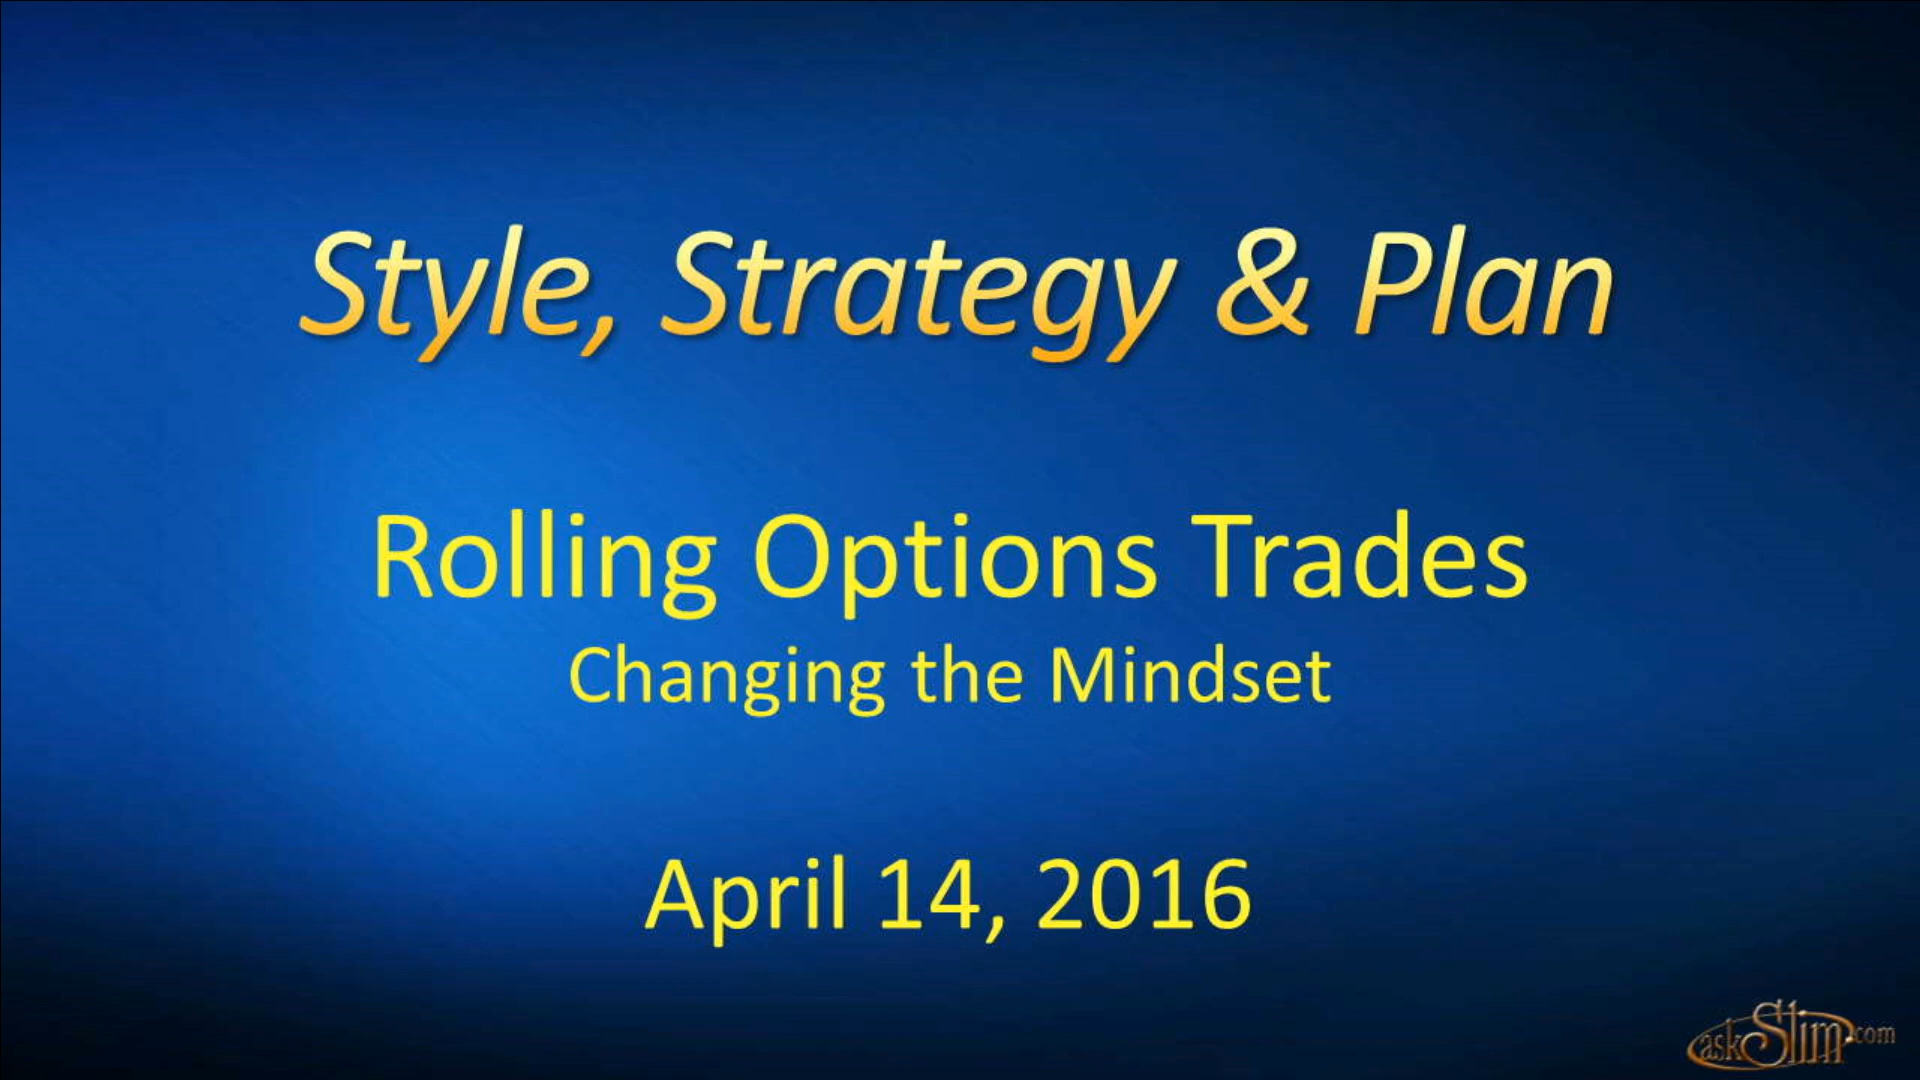 Style, Strategy & Plan
Rolling Options Trades
Changing the Mindset
April 14, 2016
askSlim.com